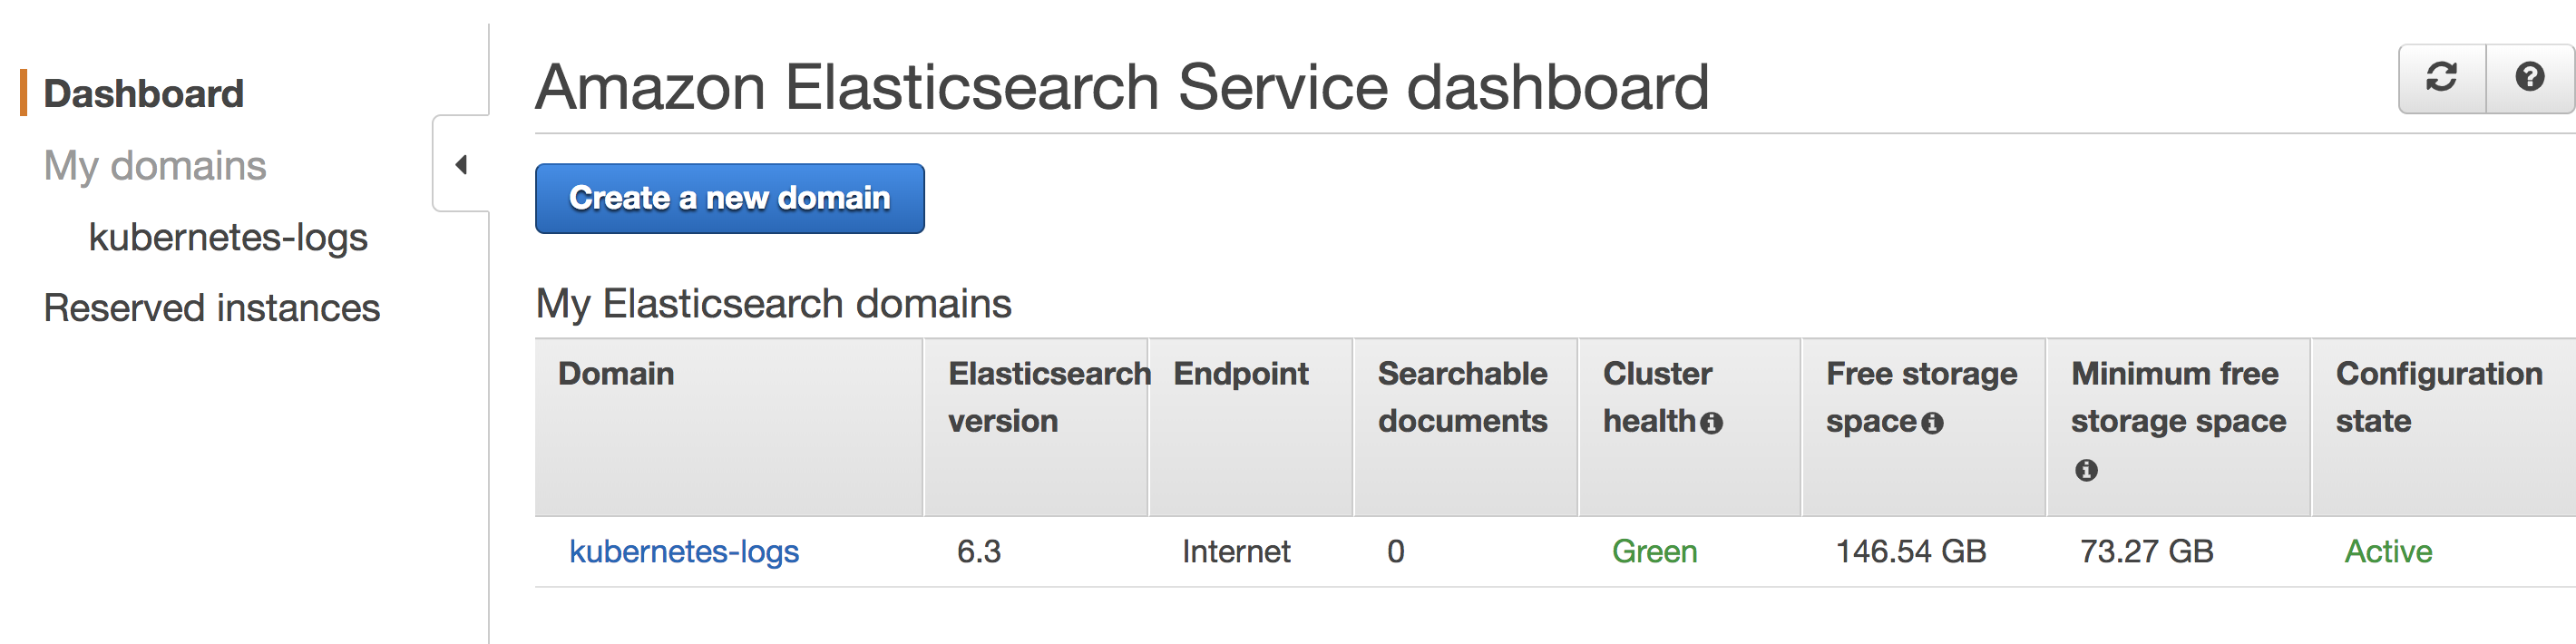 Dashboard
My domains
kubernetes-logs
Reserved instances
Amazon Elasticsearch Service dashboard
Create a new domain
My Elasticsearch domains
Domain
Elasticsearch
version
Endpoint
Searchable
documents
Cluster
health
Free storage
space
Minimum free
storage space
Configuration
state
kubernetes-logs
6.3
Internet
0
Green
146.54 GB
73.27 GB
Active